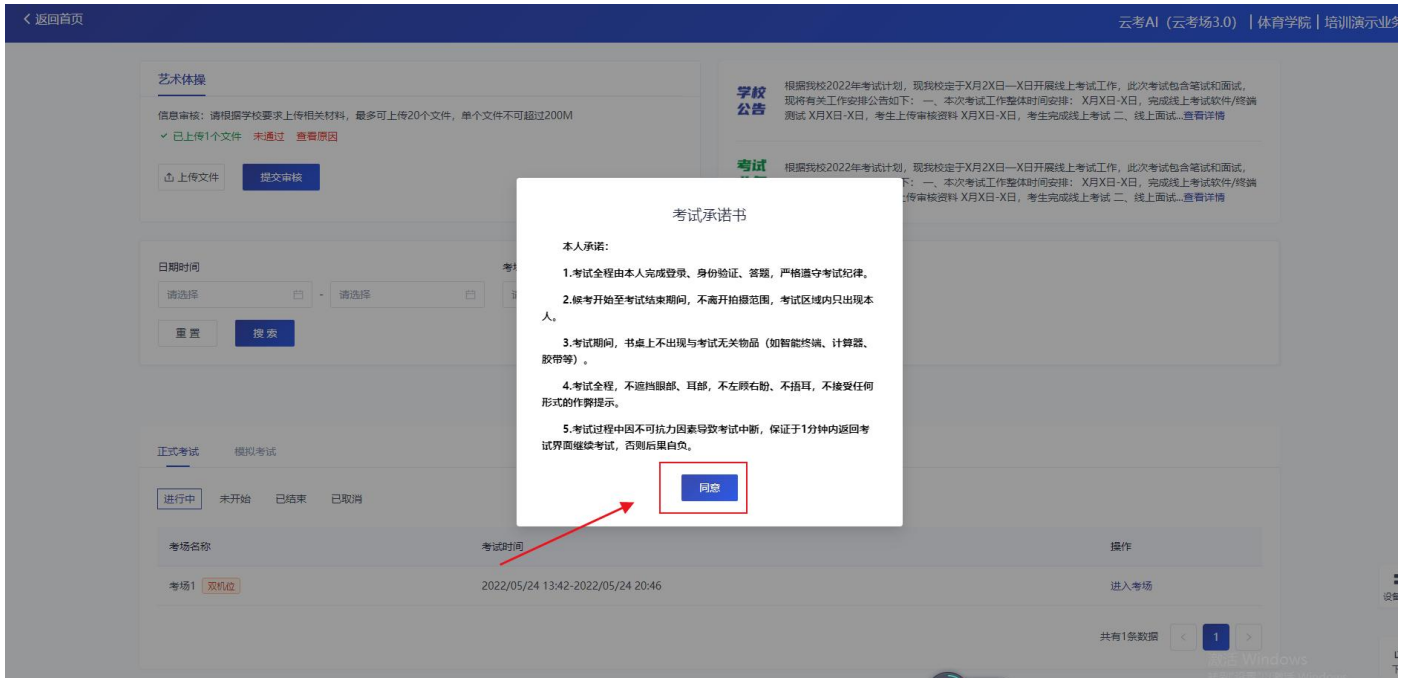 返回首页
云考AI（云考场3.0）
体育学院
培训演示业务
艺术体操
信息审核：请根据学校要求上传相关材料，最多可上传20个文件，单个文件不可超过200M
已上传1个文件 未通过 查看原因
上传文件
提交审核
学校
公告
根据我校2022年考试计划，现我校定于X月2X日—X日开展线上考试工作，此次考试包含笔试和面试，
现将有关工作安排公告如下： 一、本次考试工作整体时间安排： X月X日-X日，完成线上考试软件/终端
测试 X月X日-X日，考生上传审核资料 X月X日-X日，考生完成线上考试 二、线上面试...查看详情
考试
根据我校2022年考试计划，现我校定于X月2X日—X日开展线上考试工作，此次考试包含笔试和面试，
下： 一、本次考试工作整体时间安排： X月X日-X日，完成线上考试软件/终端
传审核资料 X月X日-X日，考生完成线上考试 二、线上面试...查看详情
考试承诺书
本人承诺：
1.考试全程由本人完成登录、身份验证、答题，严格遵守考试纪律。
2.候考开始至考试结束期间，不离开拍摄范围，考试区域内只出现本
人。
3.考试期间，书桌上不出现与考试无关物品（如智能终端、计算器、
胶带等）。
4.考试全程，不遮挡眼部、耳部，不左顾右盼、不捂耳，不接受任何
形式的作弊提示。
5.考试过程中因不可抗力因素导致考试中断，保证于1分钟内返回考
试界面继续考试，否则后果自负。
同意
日期时间
请选择 - 请选择
重置
搜索
正式考试 模拟考试
进行中 未开始 已结束 已取消
考场名称 考试时间 操作
考场1 双机位 2022/05/24 13:42-2022/05/24 20:46 进入考场
共有1条数据 < 1 >
激活 Windows